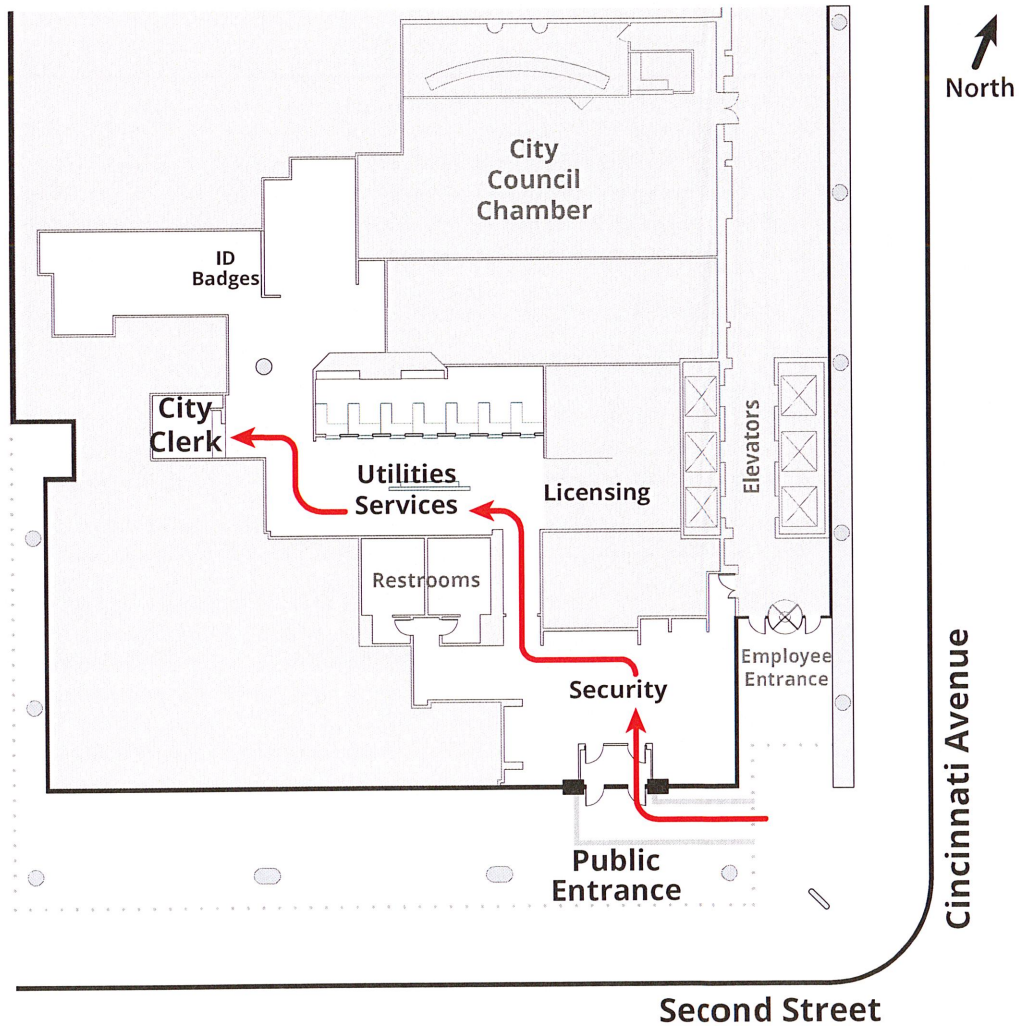 North
City
Council
Chamber
ID
Badges
City
Clerk
Utilities
Services
Licensing
Elevators
Restrooms
Security
Employee
Entrance
Public
Entrance
Cincinnati Avenue
Second Street